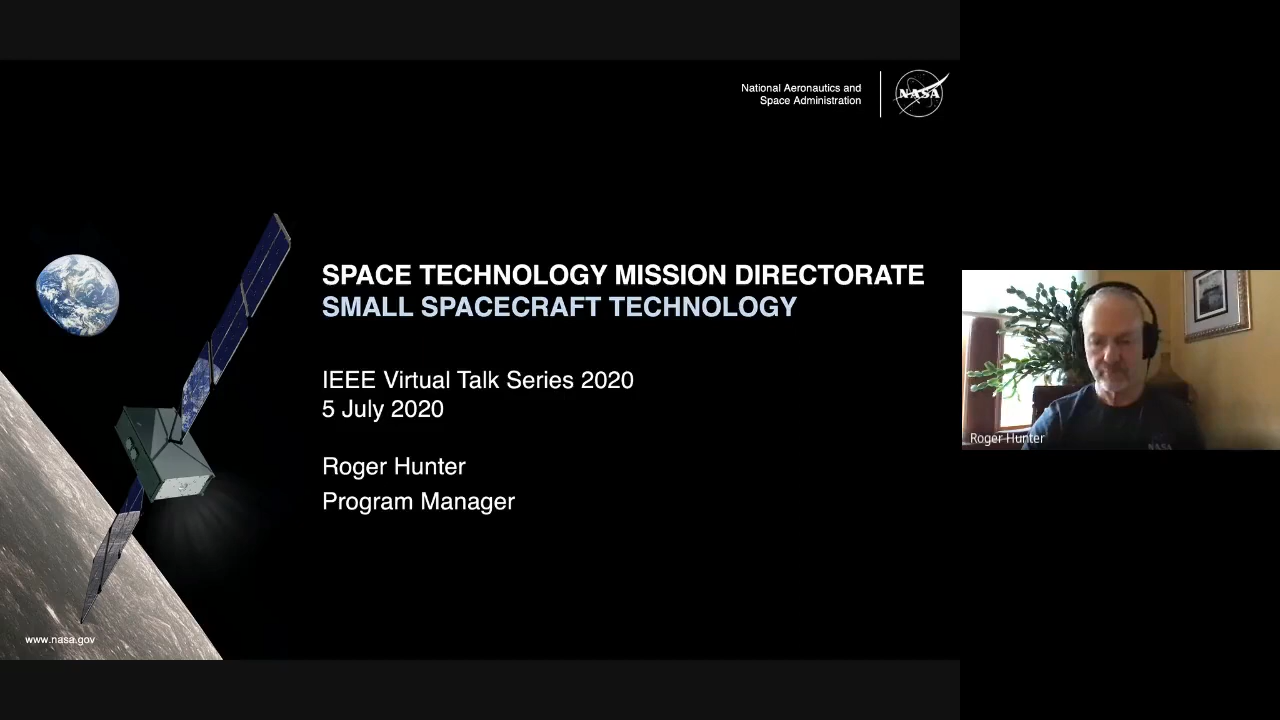 National Aeronautics and
Space Administration
NASA
SPACE TECHNOLOGY MISSION DIRECTORATE
SMALL SPACECRAFT TECHNOLOGY
IEEE Virtual Talk Series 2020
5 July 2020
Roger Hunter
Program Manager
www.nasa.gov
Roger Hunter
NASA